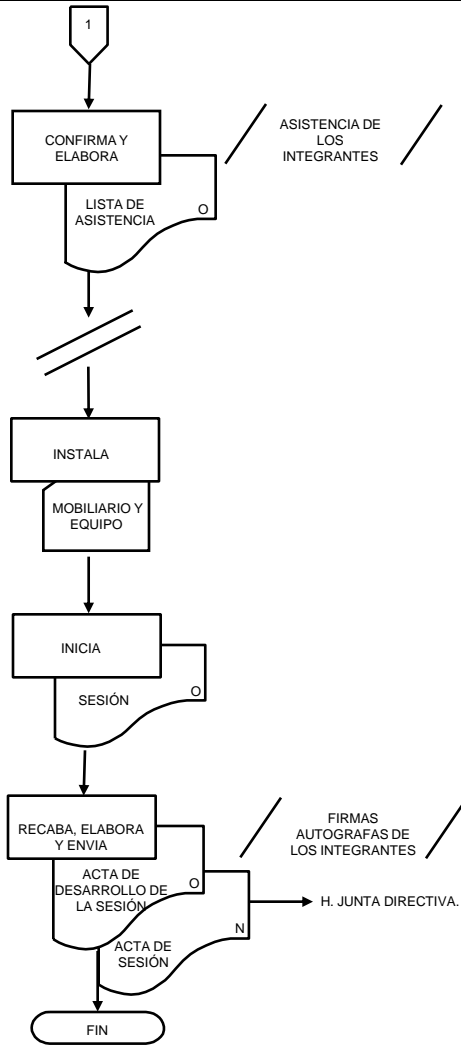 1
CONFIRMA Y
ELABORA
ASISTENCIA DE
LOS
INTEGRANTES
LISTA DE
ASISTENCIA
O
INSTALA
MOBILIARIO Y
EQUIPO
INICIA
SESIÓN
O
RECABA, ELABORA
Y ENVIA
FIRMAS
AUTOGRAFAS DE
LOS INTEGRANTES
ACTA DE
DESARROLLO DE
LA SESIÓN
O
H. JUNTA DIRECTIVA.
ACTA DE
SESIÓN
N
FIN